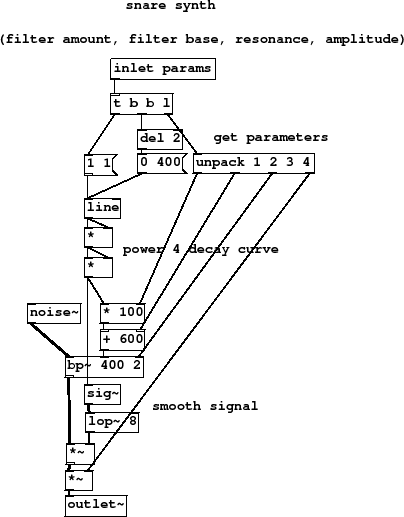 snare synth
(filter amount, filter base, resonance, amplitude)
inlet params
t b b l
del 2
get parameters
1 1
0 400
unpack 1 2 3 4
line
*
power 4 decay curve
*
noise~
* 100
+ 600
bp~ 400 2
sig~
smooth signal
lop~ 8
*~
*~
outlet~